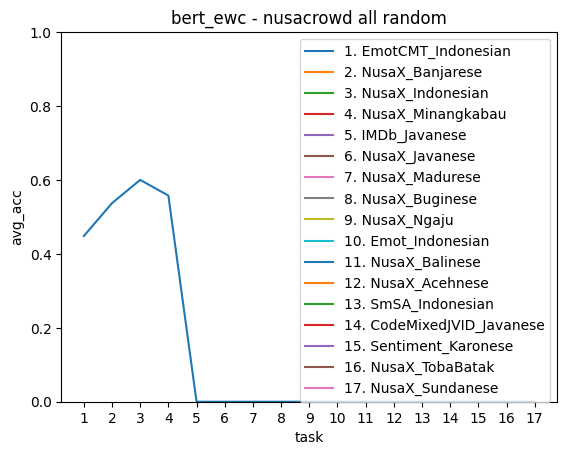 bert_ewc - nusacrowd all random
1.0
0.8
0.6
0.4
0.2
0.0
avg_acc
1. EmotCMT_Indonesian
2. NusaX_Banjarese
3. NusaX_Indonesian
4. NusaX_Minangkabau
5. IMDb_Javanese
6. NusaX_Javanese
7. NusaX_Madurese
8. NusaX_Buginese
9. NusaX_Ngaju
10. Emot_Indonesian
11. NusaX_Balinese
12. NusaX_Acehnese
13. SmSA_Indonesian
14. CodeMixedJVID_Javanese
15. Sentiment_Karonese
16. NusaX_TobaBatak
17. NusaX_Sundanese
1 2 3 4 5 6 7 8 9 10 11 12 13 14 15 16 17
task